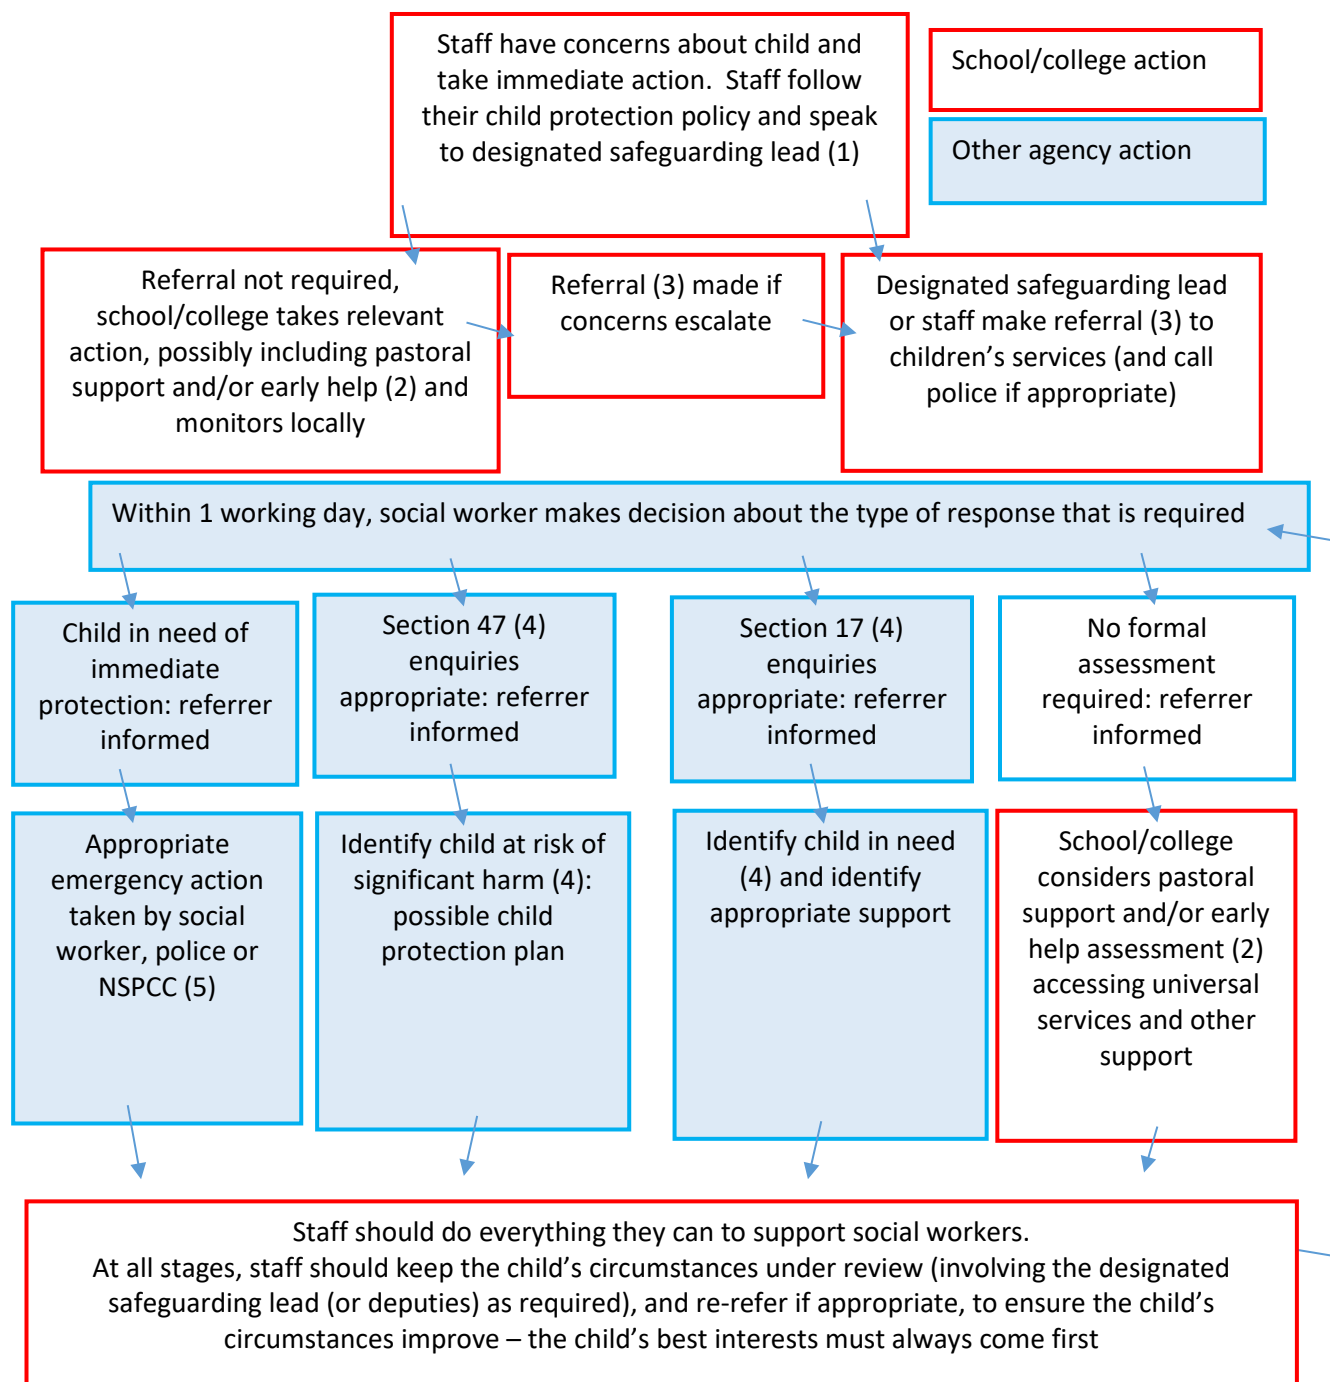 Staff have concerns about child and
take immediate action.  Staff follow
their child protection policy and speak
to designated safeguarding lead (1)
School/college action
Other agency action
Referral not required,
school/college takes relevant
action, possibly including pastoral
support and/or early help (2) and
monitors locally
Referral (3) made if
concerns escalate
Designated safeguarding lead
or staff make referral (3) to
children’s services (and call
police if appropriate)
Within 1 working day, social worker makes decision about the type of response that is required
Child in need of
immediate
protection: referrer
informed
Section 47 (4)
enquiries
appropriate: referrer
informed
Section 17 (4)
enquiries
appropriate: referrer
informed
No formal
assessment
required: referrer
informed
Appropriate
emergency action
taken by social
worker, police or
NSPCC (5)
Identify child at risk of
significant harm (4):
possible child
protection plan
Identify child in need
(4) and identify
appropriate support
School/college
considers pastoral
support and/or early
help assessment (2)
accessing universal
services and other
support
Staff should do everything they can to support social workers.
At all stages, staff should keep the child’s circumstances under review (involving the designated
safeguarding lead (or deputies) as required), and re-refer if appropriate, to ensure the child’s
circumstances improve – the child’s best interests must always come first